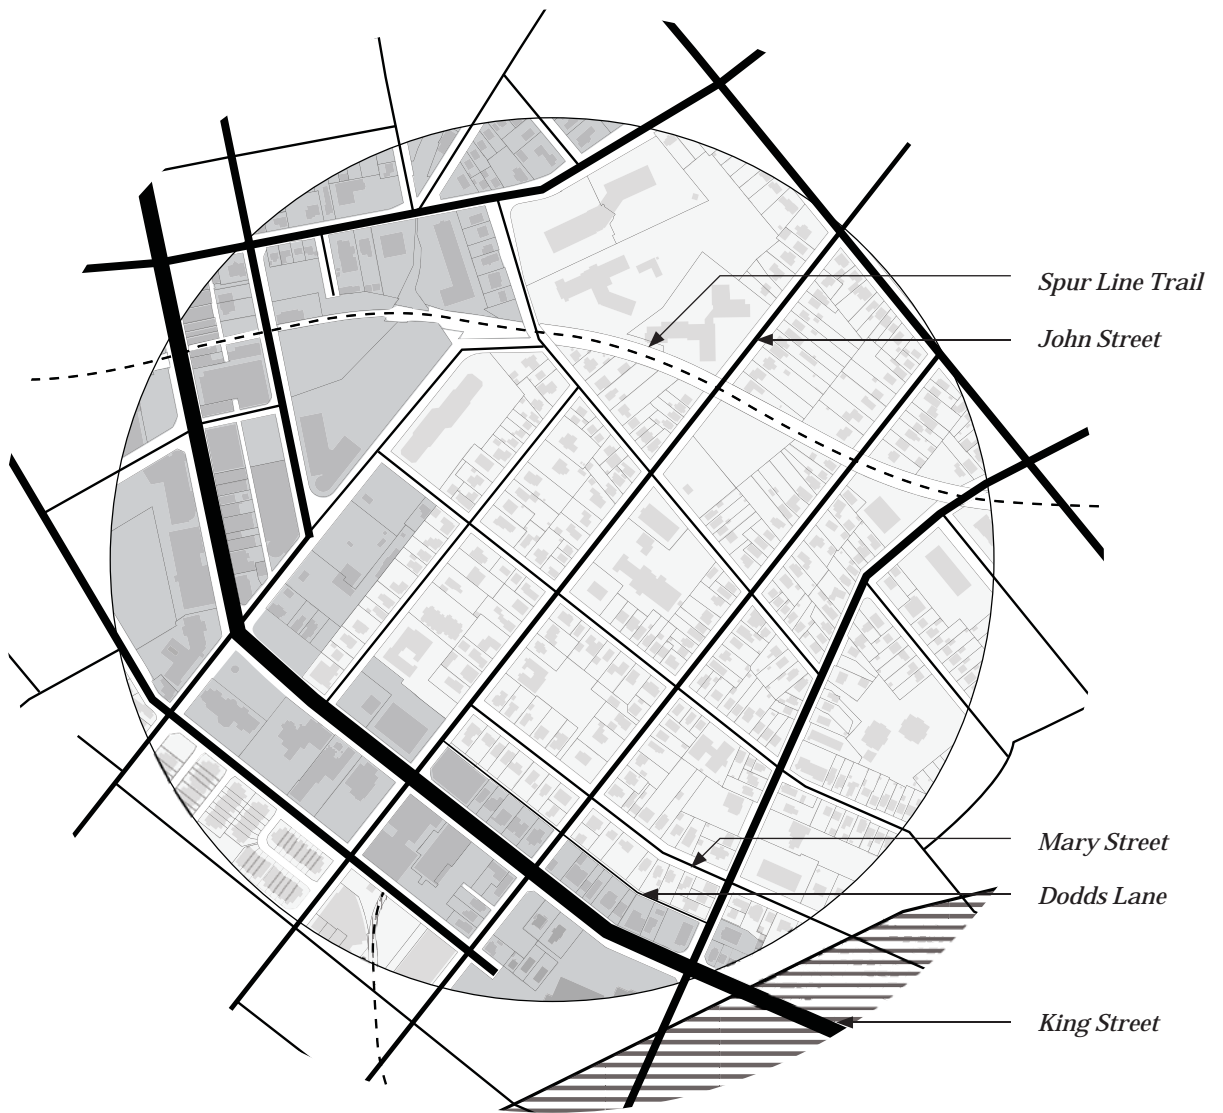 Spur Line Trail
John Street
Mary Street
Dodds Lane
King Street